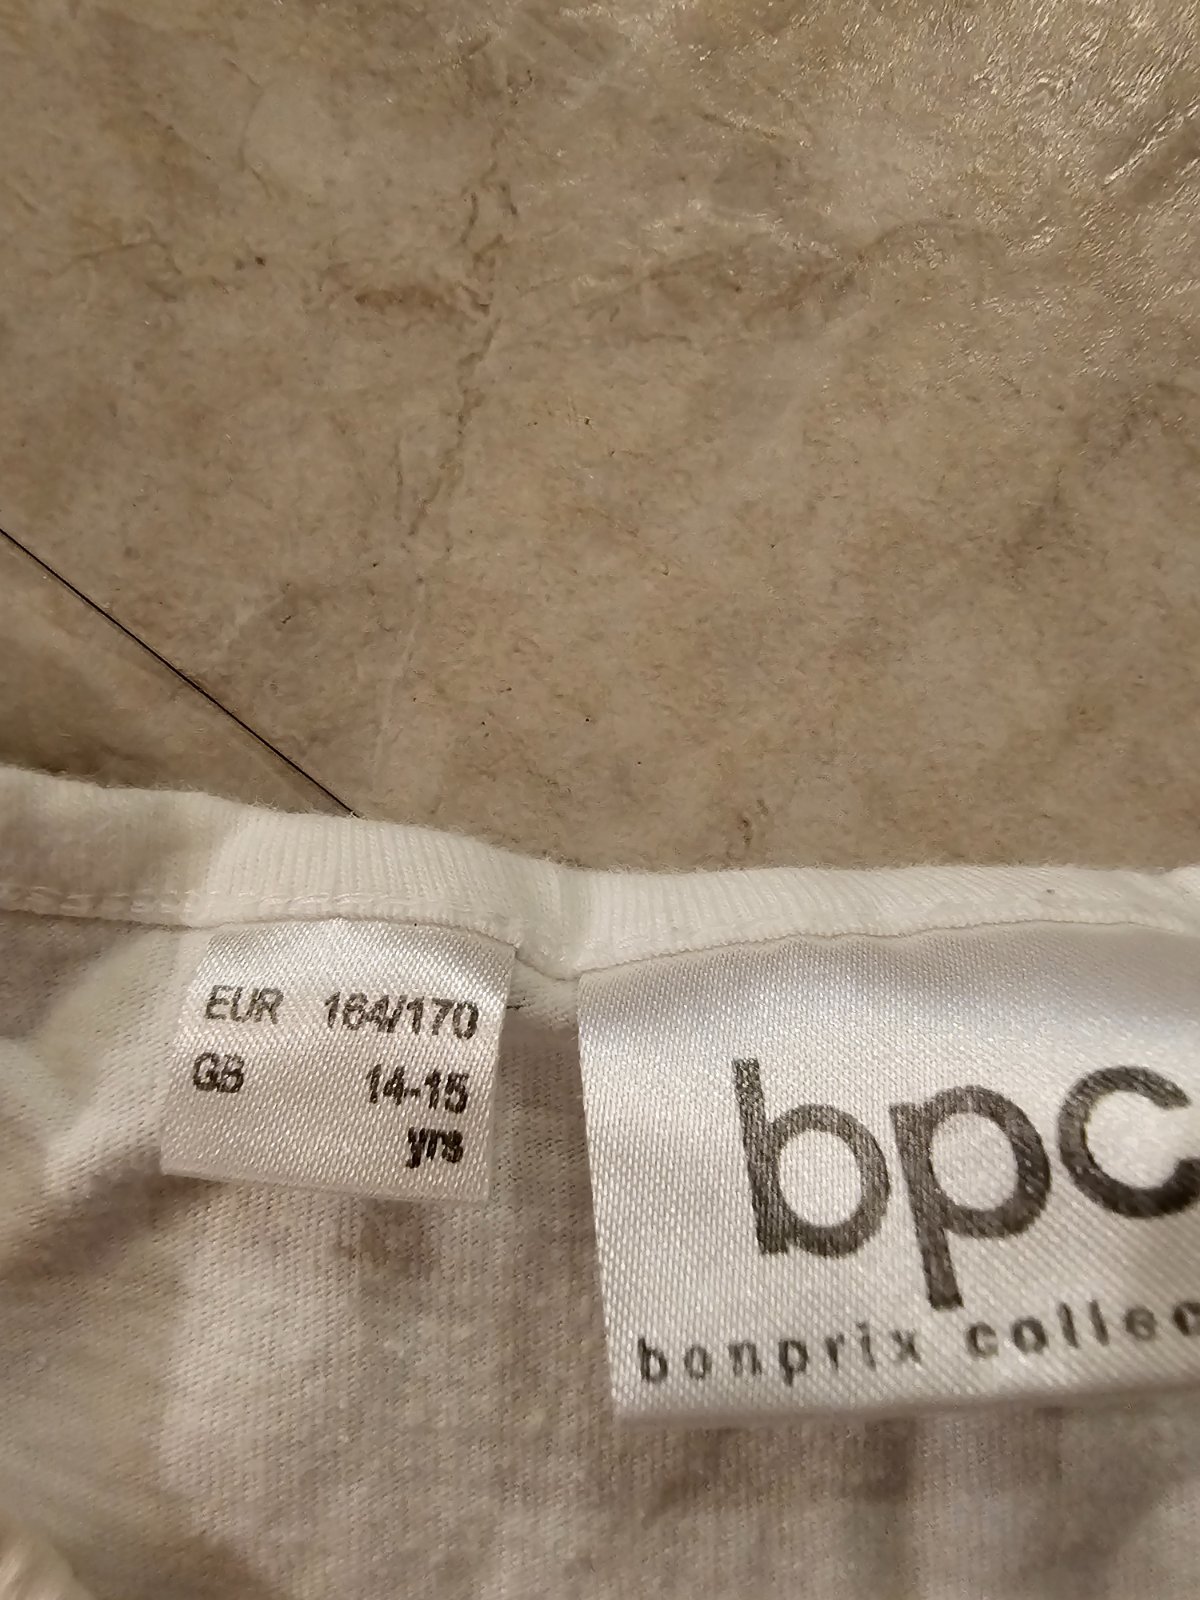 EUR 164/170
GB 14-15
yrs
bpc
bonprix collec